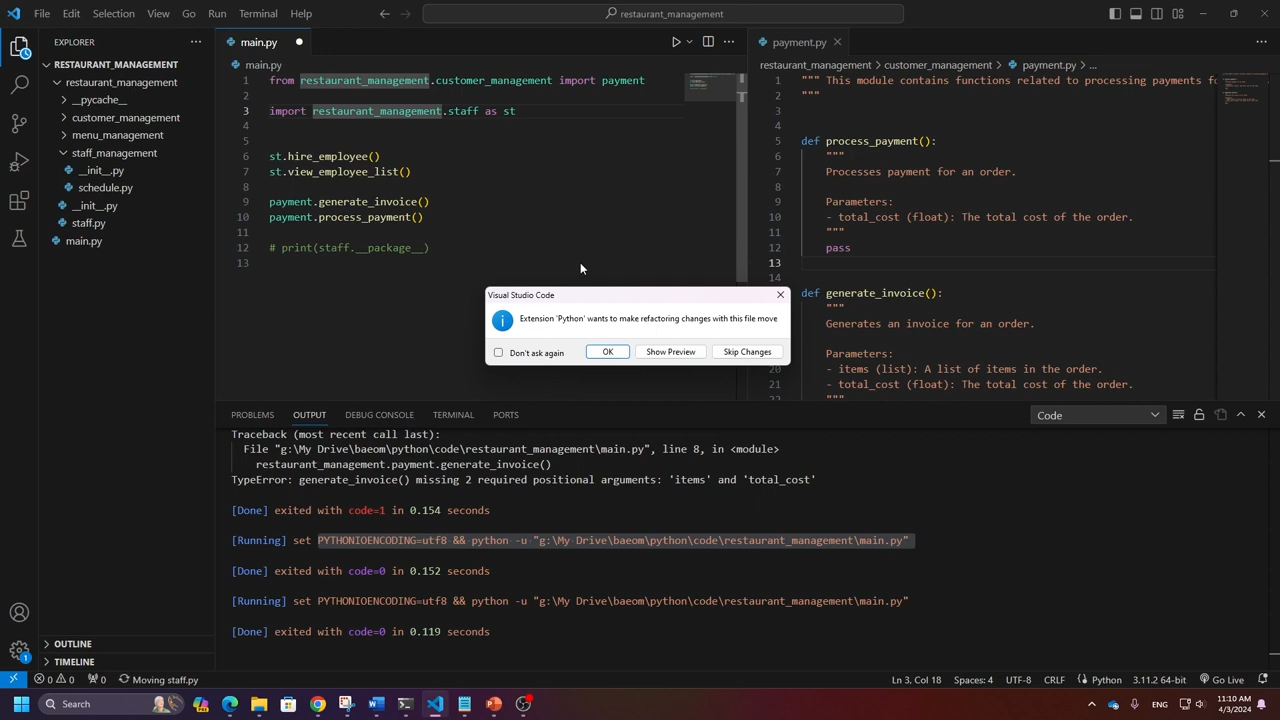 File Edit Selection View Go Run Terminal Help
restaurant_management
EXPLORER
RESTAURANT_MANAGEMENT
restaurant_management
__pycache__
customer_management
menu_management
staff_management
__init__.py
schedule.py
__init__.py
staff.py
main.py
OUTLINE
TIMELINE
main.py
main.py
1 from restaurant_management.customer_management import payment
2
3 import restaurant_management.staff as st
4
5
6 st.hire_employee()
7 st.view_employee_list()
8
9 payment.generate_invoice()
10 payment.process_payment()
11
12 # print(staff.__package__)
13
payment.py
restaurant_management > customer_management > payment.py > ...
1 """ This module contains functions related to processing payments fo
2 """
3
4
5 def process_payment():
6 """
7 Processes payment for an order.
8
9 Parameters:
10 - total_cost (float): The total cost of the order.
11 """
12 pass
13
14
15 def generate_invoice():
16 """
17 Generates an invoice for an order.
18
19 Parameters:
20 - items (list): A list of items in the order.
21 - total_cost (float): The total cost of the order.
22 """
Visual Studio Code
Extension 'Python' wants to make refactoring changes with this file move
Don't ask again
OK
Show Preview
Skip Changes
PROBLEMS OUTPUT DEBUG CONSOLE TERMINAL PORTS
Code
Traceback (most recent call last):
File "g:\My Drive\baeom\python\code\restaurant_management\main.py", line 8, in <module>
restaurant_management.payment.generate_invoice()
TypeError: generate_invoice() missing 2 required positional arguments: 'items' and 'total_cost'
[Done] exited with code=1 in 0.154 seconds
[Running] set PYTHONIOENCODING=utf8 && python -u "g:\My Drive\baeom\python\code\restaurant_management\main.py"
[Done] exited with code=0 in 0.152 seconds
[Running] set PYTHONIOENCODING=utf8 && python -u "g:\My Drive\baeom\python\code\restaurant_management\main.py"
[Done] exited with code=0 in 0.119 seconds
0 0 0 Moving staff.py
Ln 3, Col 18 Spaces: 4 UTF-8 CRLF Python 3.11.2 64-bit Go Live
Search
ENG
11:10 AM
4/3/2024